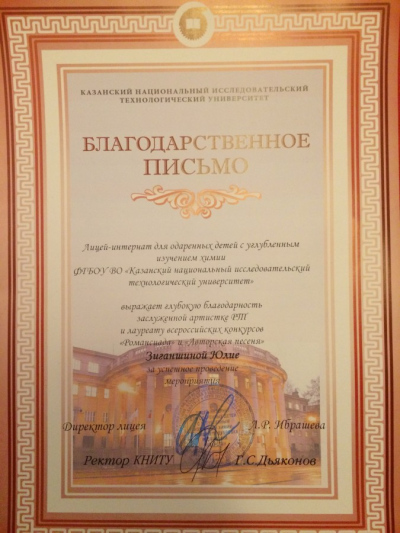 КАЗАНСКИЙ НАЦИОНАЛЬНЫЙ ИССЛЕДОВАТЕЛЬСКИЙ
ТЕХНОЛОГИЧЕСКИЙ УНИВЕРСИТЕТ
БЛАГОДАРСТВЕННОЕ
ПИСЬМО
Лицей-интернат для одаренных детей с углубленным
изучением химии
ФГБОУ ВО «Казанский национальный исследовательский
технологический университет»
выражает глубокую благодарность
заслуженной артистке РТ
и лауреату всероссийских конкурсов
«Романсиада» и «Авторская песня»
Зиганшиной Юлие
за успешное проведение
мероприятия
Директор лицея Л.Р. Ибрашева
Ректор КНИТУ Г.С.Дьяконов